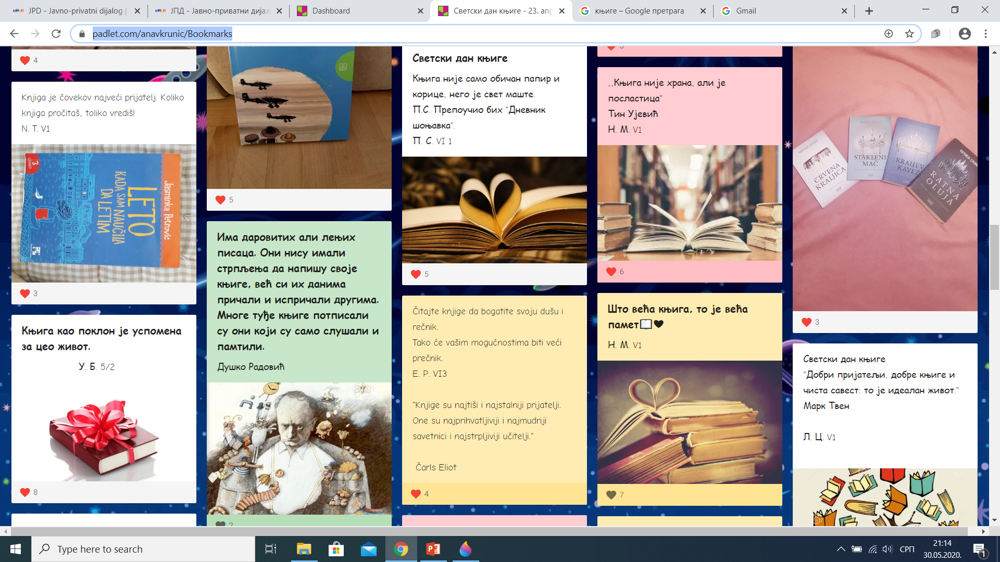 JPD - Javno-privatni dijalog |
ЈПД - Јавно-приватни дијал
Dashboard
Светски дан књиге - 23. апр
књиге – Google претрага
Gmail
padlet.com/anavkrunic/Bookmarks
4
Knjiga je čovekov najveći prijatelj. Koliko
knjiga pročitaš, toliko vrediš!
N. T. V1
3.
Jasminka Petrović
LETO
KADA SAM NAUČILA
DA LETIM
3
Књига као поклон је успомена
за цео живот.
У. Б. 5/2
8
5
Има даровитих али лењих
писаца. Они нису имали
стрпљења да напишу своје
књиге, већ си их данима
причали и испричали другима.
Многе туђе књиге потписали
су они који су само слушали и
памтили.
Душко Радовић
2
Светски дан књиге
Књига није само обичан папир и
корице, него је свет маште.
П.С. Препоучио бих "Дневник
шоњавка".
П. С. VI 1
5
Čitajte knjige da bogatite svoju dušu i
rečnik.
Tako će vašim mogućnostima biti veći
prečnik.
E. P. VI3
"Knjige su najtiši i najstalniji prijatelji.
One su najprihvatljiviji i najmudriji
savetnici i najstrpljiviji učitelji."
Čarls Eliot
4
,,Књига није храна, али је
посластица"
Тин Ујевић
Н. М. V1
6
Што већа књига, то је већа
памет📖🖤
Н. М. V1
7
CRVENA
KRALJICA
STAKLENI
MAČ
KRALJEV
KAVEZ
RATNA
OLUJA
3
Светски дан књиге
"Добри пријатељи, добре књиге и
чиста савест: то је идеалан живот."
Марк Твен
Л. Ц. V1
Type here to search
СРП
21:14
30.05.2020.
1